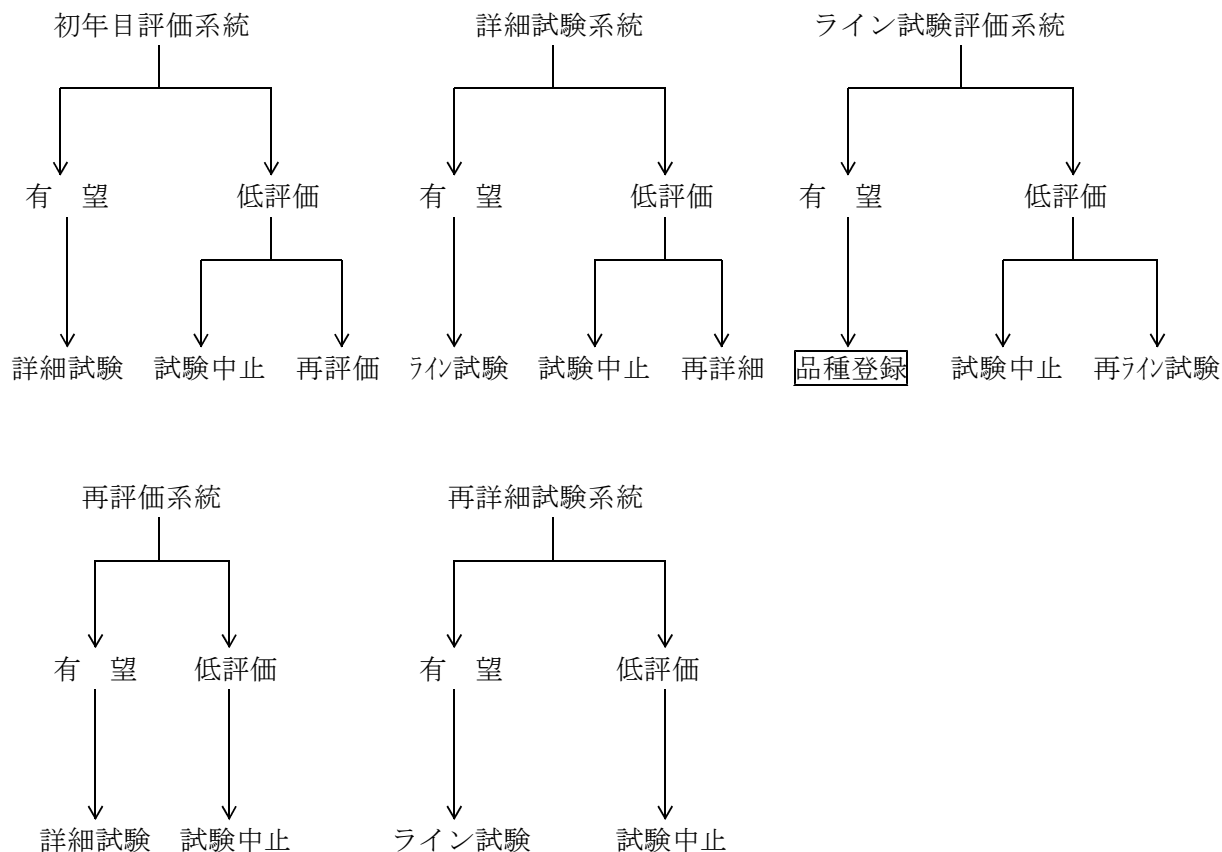 初年目評価系統 詳細試験系統 ライン試験評価系統
有 望 低評価 有 望 低評価 有 望 低評価
詳細試験 試験中止 再評価 ﾗｲﾝ試験 試験中止 再詳細 品種登録 試験中止 再ﾗｲﾝ試験
再評価系統 再詳細試験系統
有 望 低評価 有 望 低評価
詳細試験 試験中止 ライン試験 試験中止